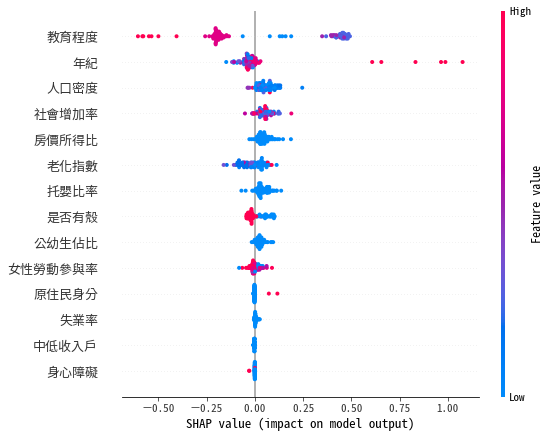 High
教育程度
年紀
人口密度
社會增加率
房價所得比
老化指數
托嬰比率
是否有殼
公幼生佔比
女性勞動參與率
原住民身分
失業率
中低收入戶
身心障礙
Feature value
Low
−0.50 −0.25 0.00 0.25 0.50 0.75 1.00
SHAP value (impact on model output)